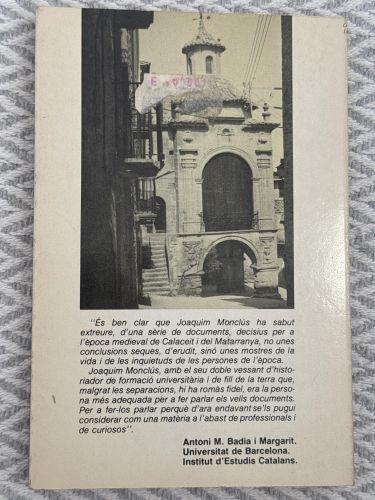 "És ben clar que Joaquim Monclús ha sabut
extreure, d'una sèrie de documents, decisius per a
l'època medieval de Calaceit i del Matarranya, no unes
conclusions seques, d'erudit, sinó unes mostres de la
vida i de les inquietuds de les persones de l'època.
Joaquim Monclús, amb el seu doble vessant d'histo-
riador de formació universitària i de fill de la terra que,
malgrat les separacions, hi ha romàs fidel, era la perso-
na més adequada per a fer parlar els vells documents.
Per a fer-los parlar perquè d'ara endavant se'ls pugui
considerar com una matèria a l'abast de professionals i
de curiosos".
Antoni M. Badia i Margarit.
Universitat de Barcelona.
Institut d'Estudis Catalans.